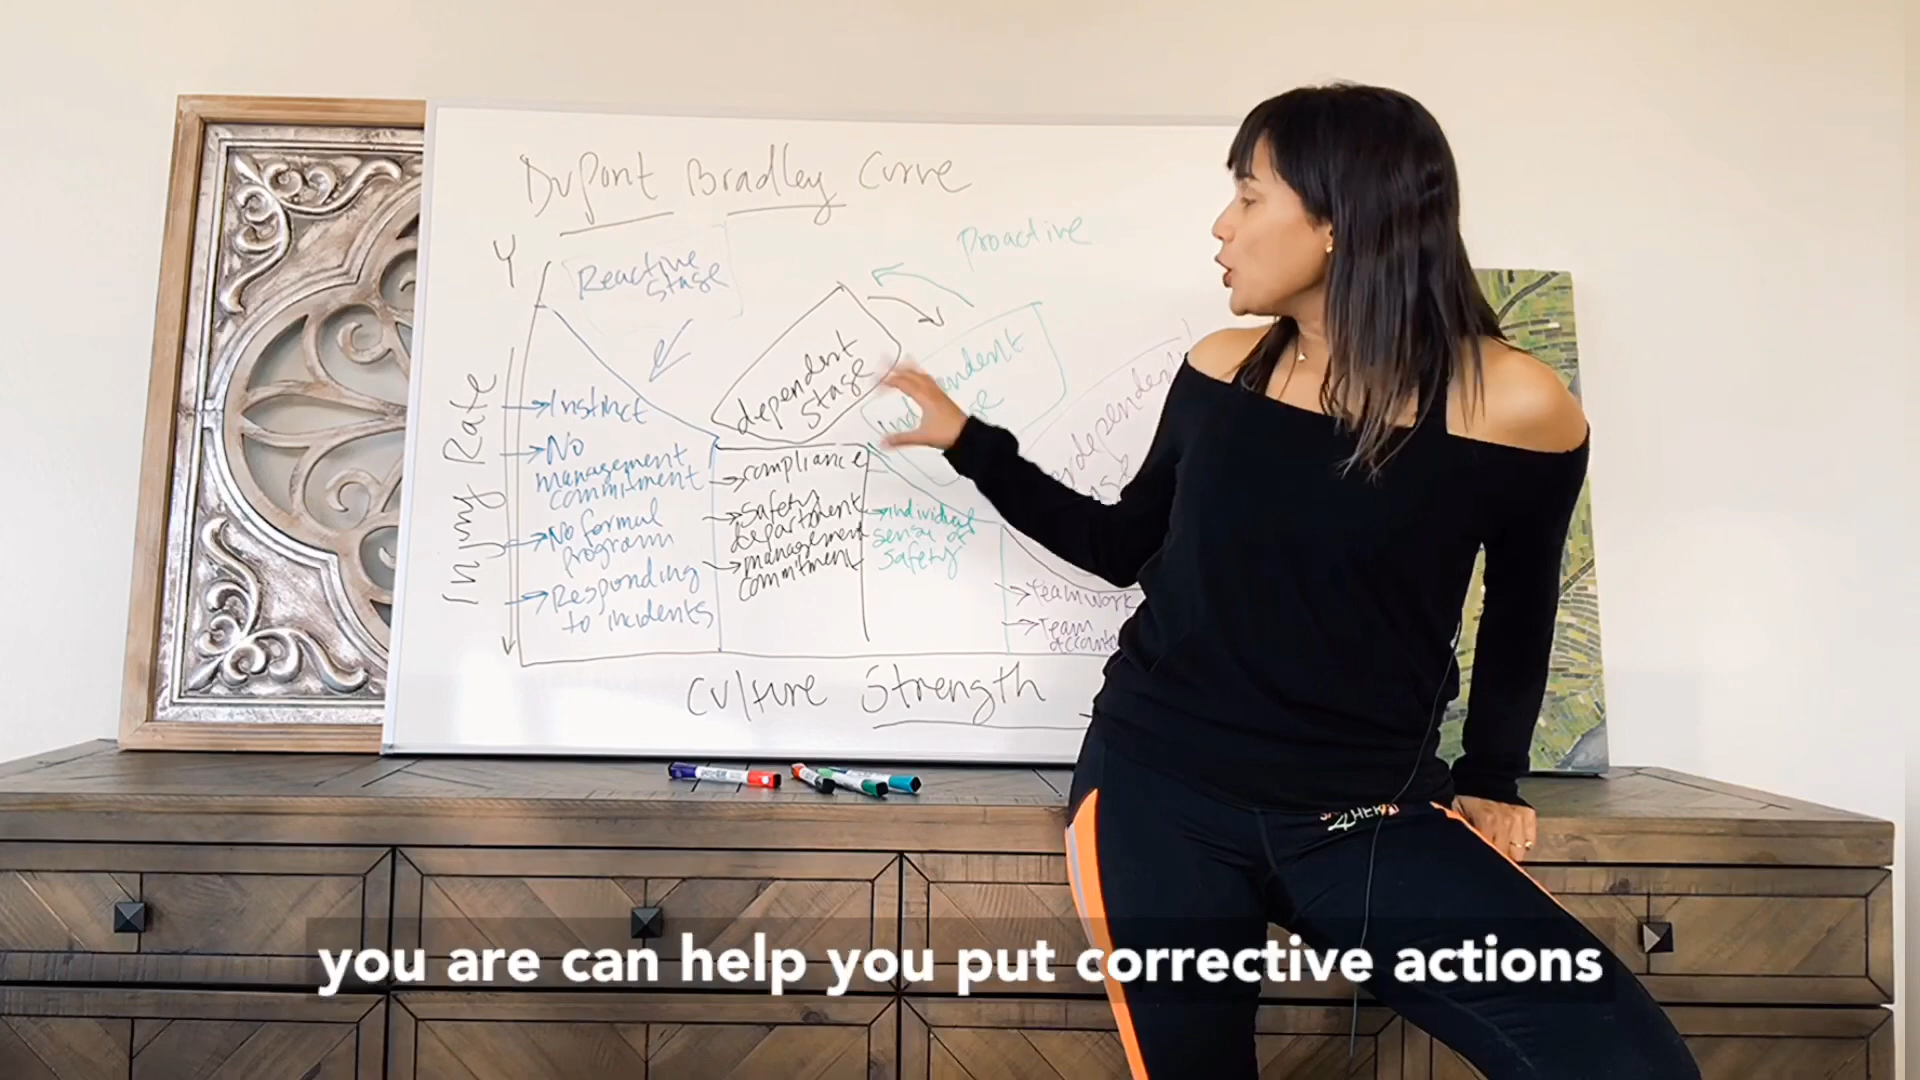 DuPont Bradley Curve
Proactive
Y
Reactive
Stage
dependent
stage
Injury Rate
Instinct
No
management
commitment
No formal
program
Responding
to incidents
compliance
Safety
department
management
commitment
individual
sense of
safety
Teamwork
Team
Culture Strength
4HER
you are can help you put corrective actions